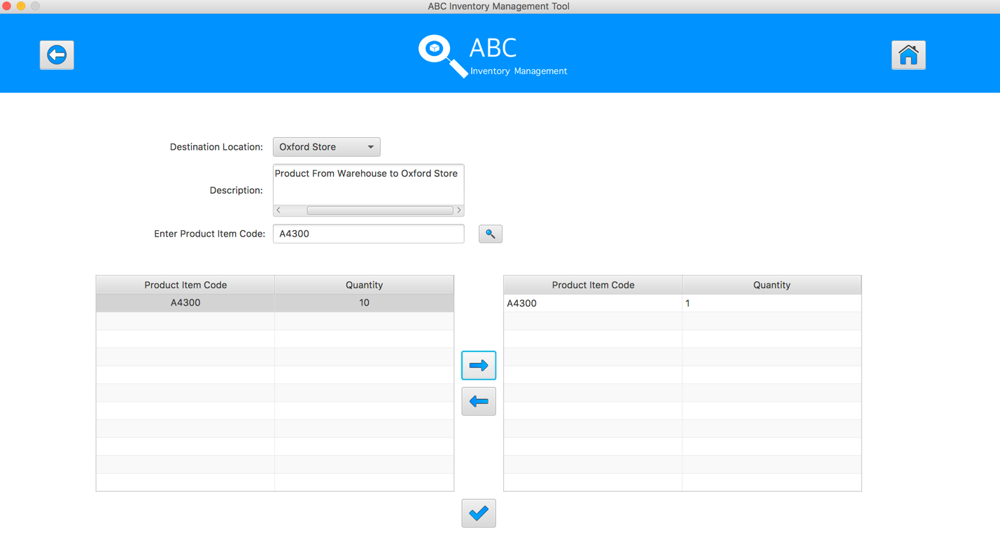 ABC Inventory Management Tool
ABC
Inventory Management
Destination Location: Oxford Store
Product From Warehouse to Oxford Store
Description:
Enter Product Item Code: A4300
Product Item Code Quantity Product Item Code Quantity
A4300 10 A4300 1